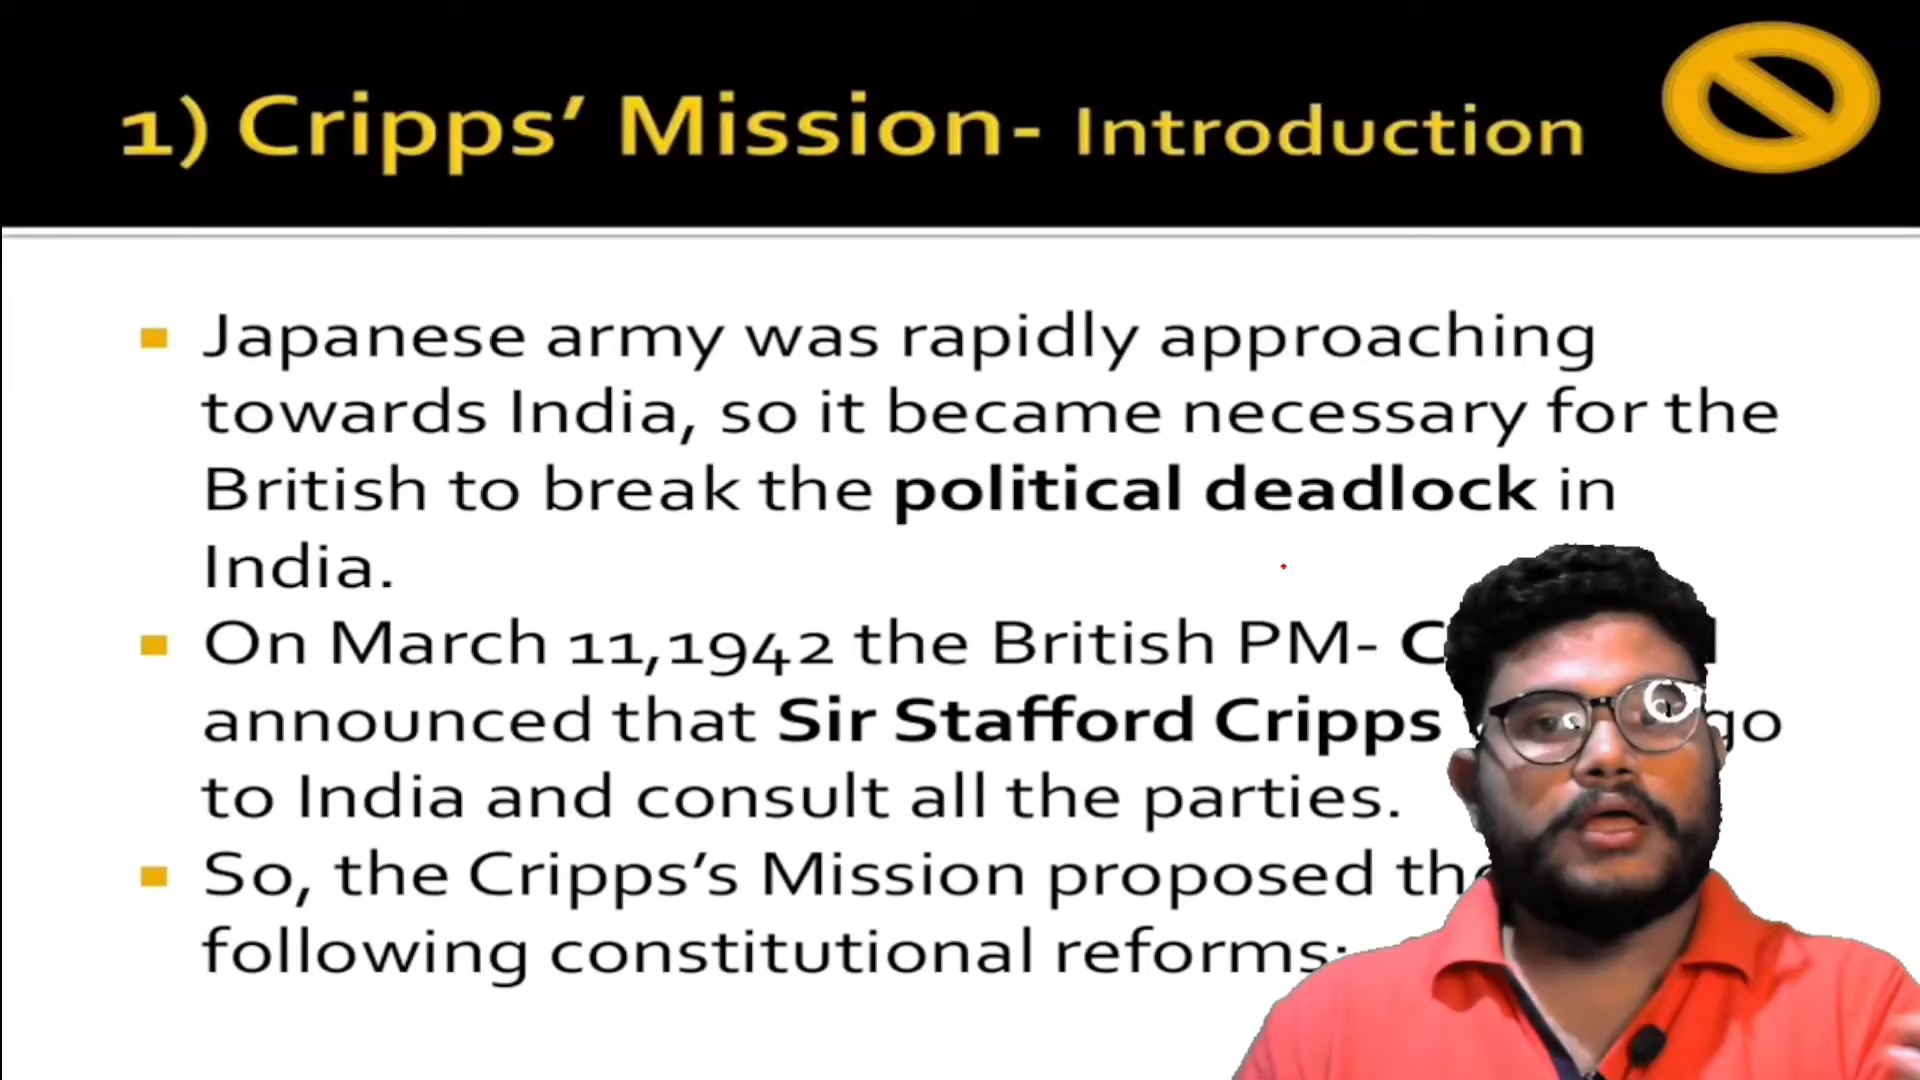 1) Cripps’ Mission- Introduction
Japanese army was rapidly approaching
towards India, so it became necessary for the
British to break the political deadlock in
India.
On March 11,1942 the British PM-
announced that Sir Stafford Cripps go
to India and consult all the parties.
So, the Cripps’s Mission proposed
following constitutional reforms: